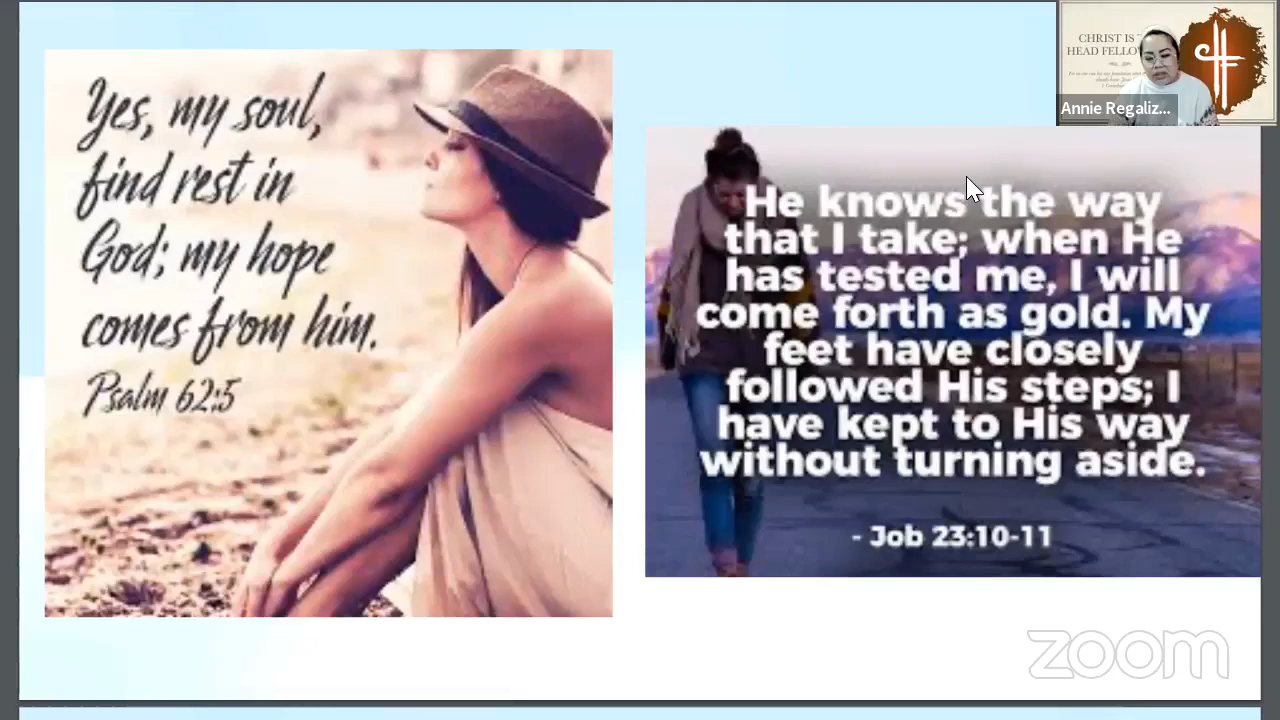 Yes, my soul,
find rest in
God; my hope
comes from him.
Psalm 62:5
He knows the way
that I take; when He
has tested me, I will
come forth as gold. My
feet have closely
followed His steps; I
have kept to His way
without turning aside.
- Job 23:10-11
CHRIST IS
HEAD FELLOW
Annie Regaliz...
zoom